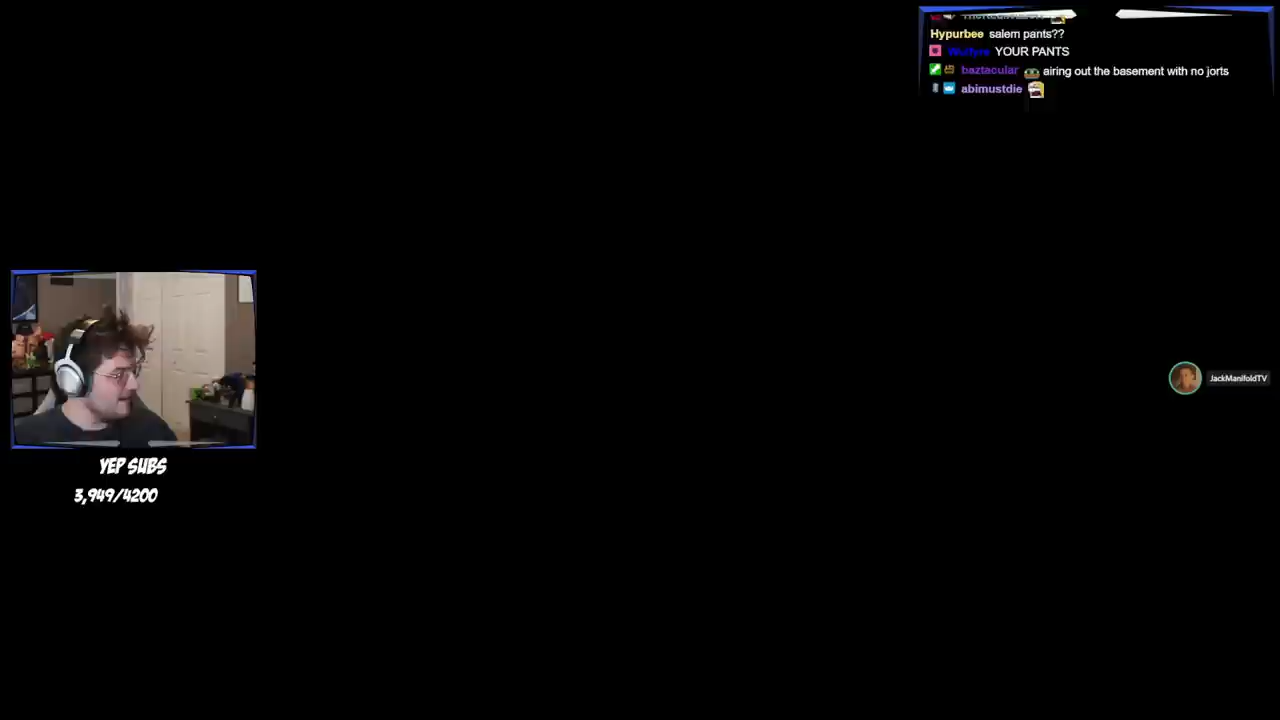 Hypurbee salem pants??
Wulfyre YOUR PANTS
baztacular airing out the basement with no jorts
abimustdie
JackManifoldTV
YEP SUBS
3,949/4200